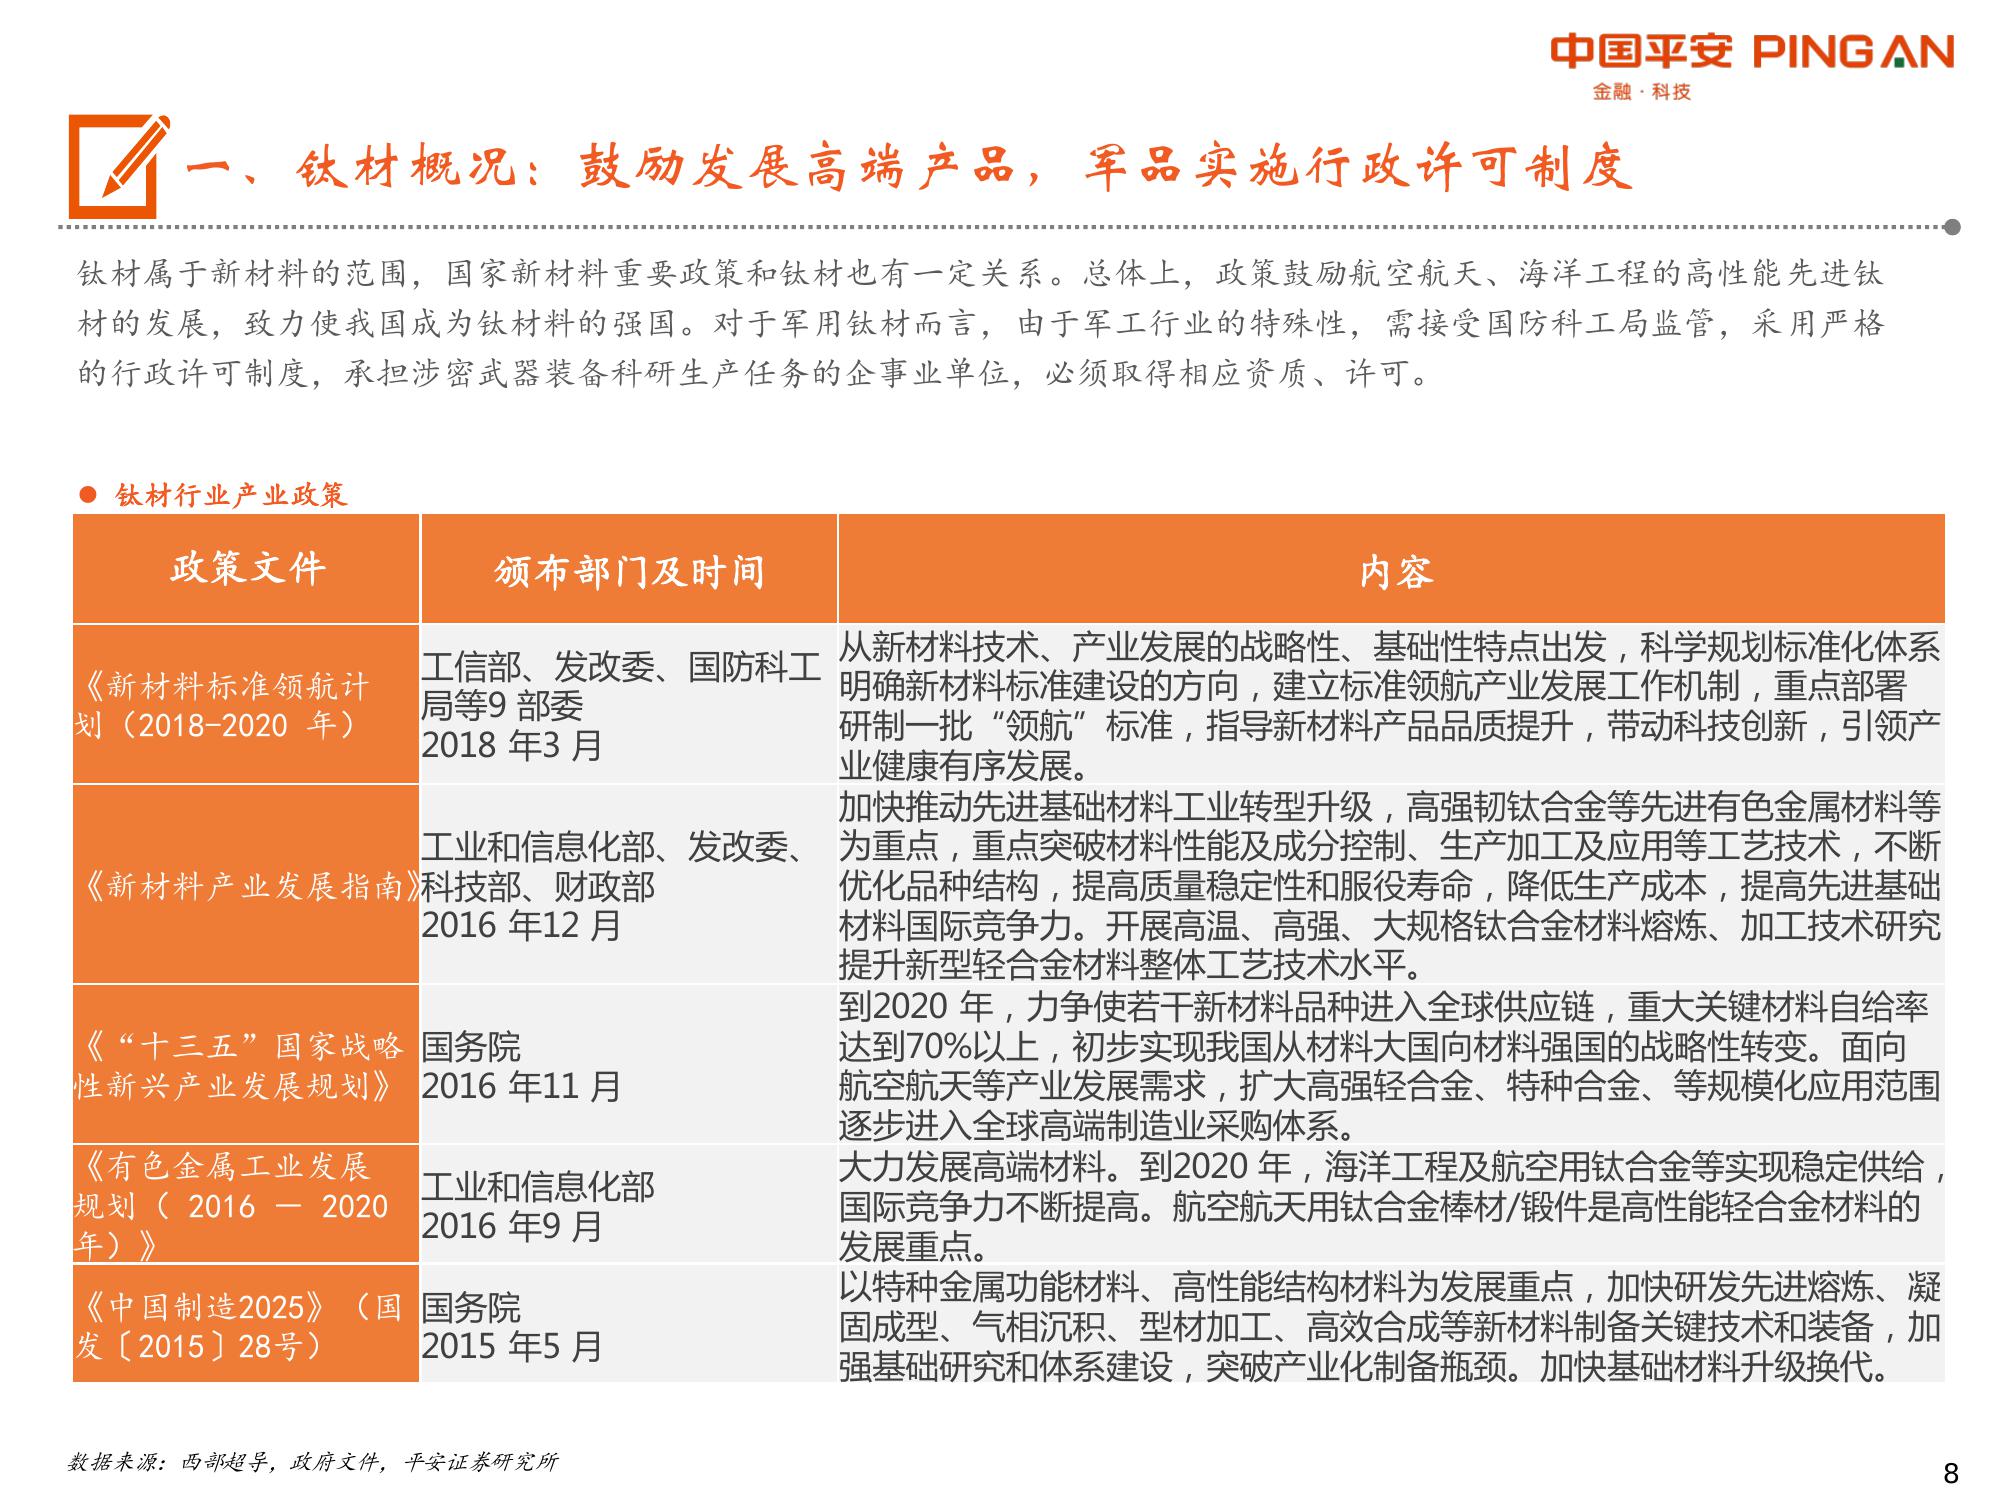 中国平安 PING AN
金融·科技
一、钛材概况：鼓励发展高端产品，军品实施行政许可制度
钛材属于新材料的范围，国家新材料重要政策和钛材也有一定关系。总体上，政策鼓励航空航天、海洋工程的高性能先进钛
材的发展，致力使我国成为钛材料的强国。对于军用钛材而言，由于军工行业的特殊性，需接受国防科工局监管，采用严格
的行政许可制度，承担涉密武器装备科研生产任务的企事业单位，必须取得相应资质、许可。
● 钛材行业产业政策
政策文件
颁布部门及时间
内容
《新材料标准领航计
划（2018-2020 年）
工信部、发改委、国防科工
局等9 部委
2018 年3 月
从新材料技术、产业发展的战略性、基础性特点出发，科学规划标准化体系
明确新材料标准建设的方向，建立标准领航产业发展工作机制，重点部署
研制一批“领航”标准，指导新材料产品品质提升，带动科技创新，引领产
业健康有序发展。
《新材料产业发展指南》
工业和信息化部、发改委、
科技部、财政部
2016 年12 月
加快推动先进基础材料工业转型升级，高强韧钛合金等先进有色金属材料等
为重点，重点突破材料性能及成分控制、生产加工及应用等工艺技术，不断
优化品种结构，提高质量稳定性和服役寿命，降低生产成本，提高先进基础
材料国际竞争力。开展高温、高强、大规格钛合金材料熔炼、加工技术研究
提升新型轻合金材料整体工艺技术水平。
《“十三五”国家战略
性新兴产业发展规划》
国务院
2016 年11 月
到2020 年，力争使若干新材料品种进入全球供应链，重大关键材料自给率
达到70%以上，初步实现我国从材料大国向材料强国的战略性转变。面向
航空航天等产业发展需求，扩大高强轻合金、特种合金、等规模化应用范围
逐步进入全球高端制造业采购体系。
《有色金属工业发展
规划（ 2016 － 2020
年）》
工业和信息化部
2016 年9 月
大力发展高端材料。到2020 年，海洋工程及航空用钛合金等实现稳定供给，
国际竞争力不断提高。航空航天用钛合金棒材/锻件是高性能轻合金材料的
发展重点。
《中国制造2025》（国
发〔2015〕28号）
国务院
2015 年5 月
以特种金属功能材料、高性能结构材料为发展重点，加快研发先进熔炼、凝
固成型、气相沉积、型材加工、高效合成等新材料制备关键技术和装备，加
强基础研究和体系建设，突破产业化制备瓶颈。加快基础材料升级换代。
数据来源：西部超导，政府文件，平安证券研究所
8